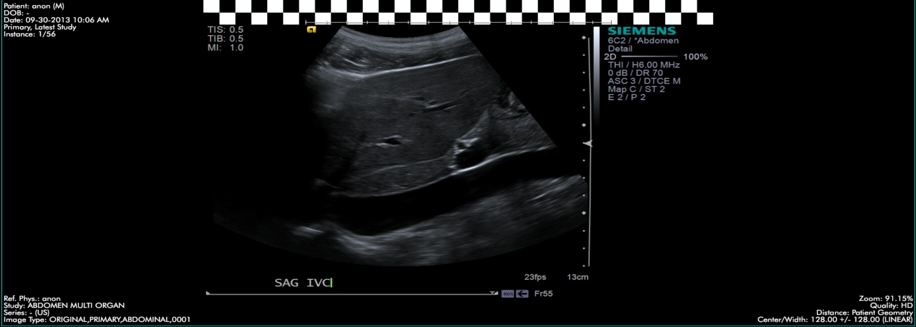 Patient: anon (M)
DOB: -
Date: 09-30-2013 10:06 AM
Primary, Latest Study
Instance: 1/56
TIS: 0.5
TIB: 0.5
MI: 1.0
SIEMENS
6C2 / *Abdomen
Detail
2D 100%
THI / H6.00 MHz
0 dB / DR 70
ASC 3 / DTCE M
Map C / ST 2
E 2 / P 2
SAG IVC
23fps 13cm
Fr55
Ref. Phys.: anon
Study: ABDOMEN MULTI ORGAN
Series: - (US)
Image Type: ORIGINAL,PRIMARY,ABDOMINAL,0001
Zoom: 91.15%
Quality: HD
Distance: Patient Geometry
Center/Width: 128.00 +/- 128.00 (LINEAR)